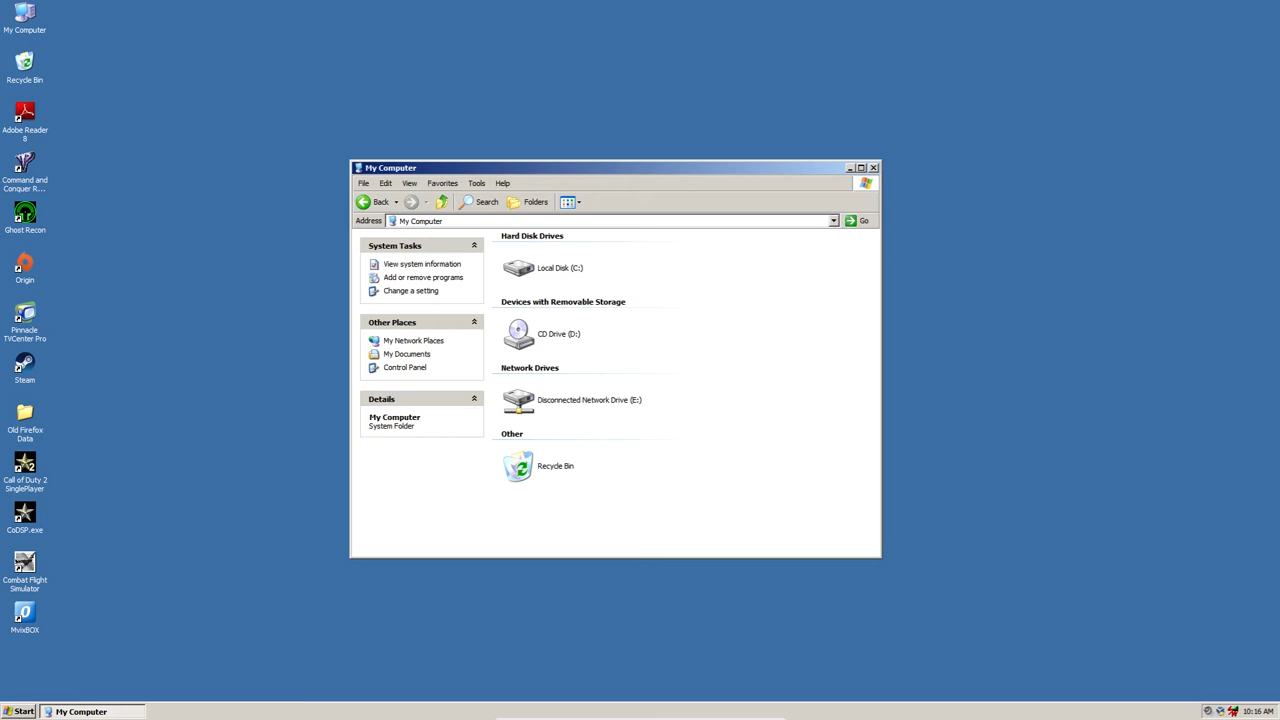 My Computer
Recycle Bin
Adobe Reader
8
Command and
Conquer R...
Ghost Recon
Origin
Pinnacle
TVCenter Pro
Steam
Old Firefox
Data
Call of Duty 2
SinglePlayer
CoDSP.exe
Combat Flight
Simulator
MvixBOX
My Computer
File Edit View Favorites Tools Help
Back Search Folders
Address My Computer Go
System Tasks
View system information
Add or remove programs
Change a setting
Other Places
My Network Places
My Documents
Control Panel
Details
My Computer
System Folder
Hard Disk Drives
Local Disk (C:)
Devices with Removable Storage
CD Drive (D:)
Network Drives
Disconnected Network Drive (E:)
Other
Recycle Bin
Start My Computer 10:16 AM